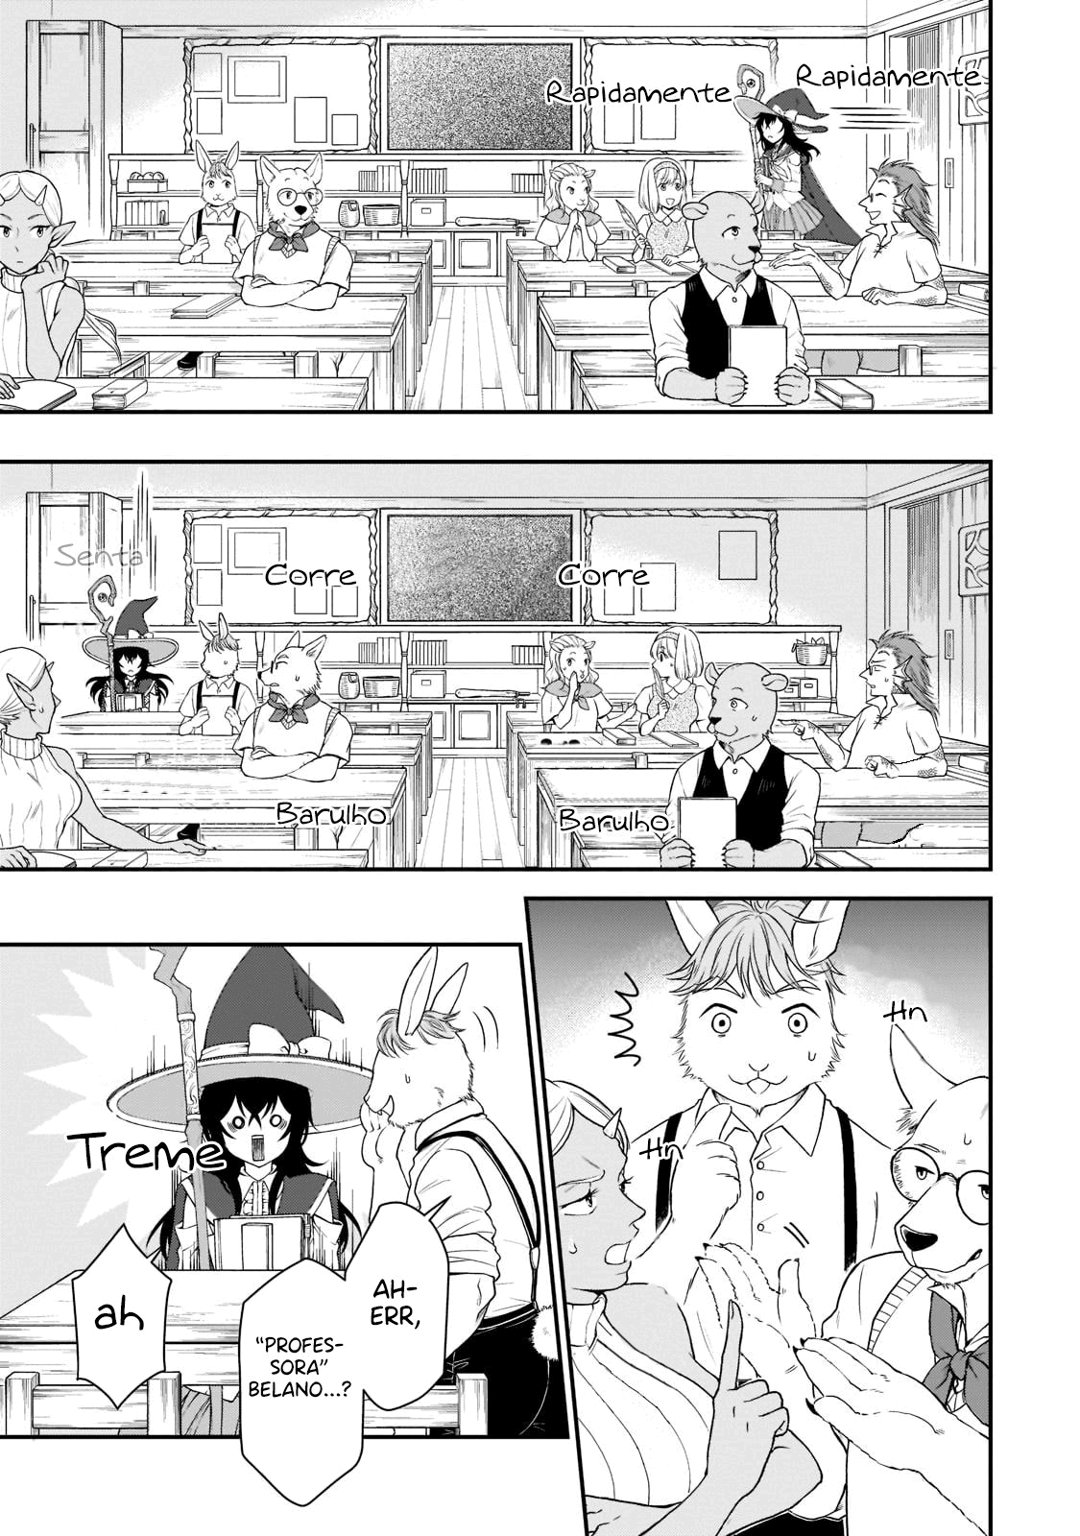 Rapidamente
Rapidamente
Senta
Corre
Corre
Barulho
Barulho
Hn
Hn
Treme
AH-
ERR,
"PROFES-
SORA"
BELANO...?
ah